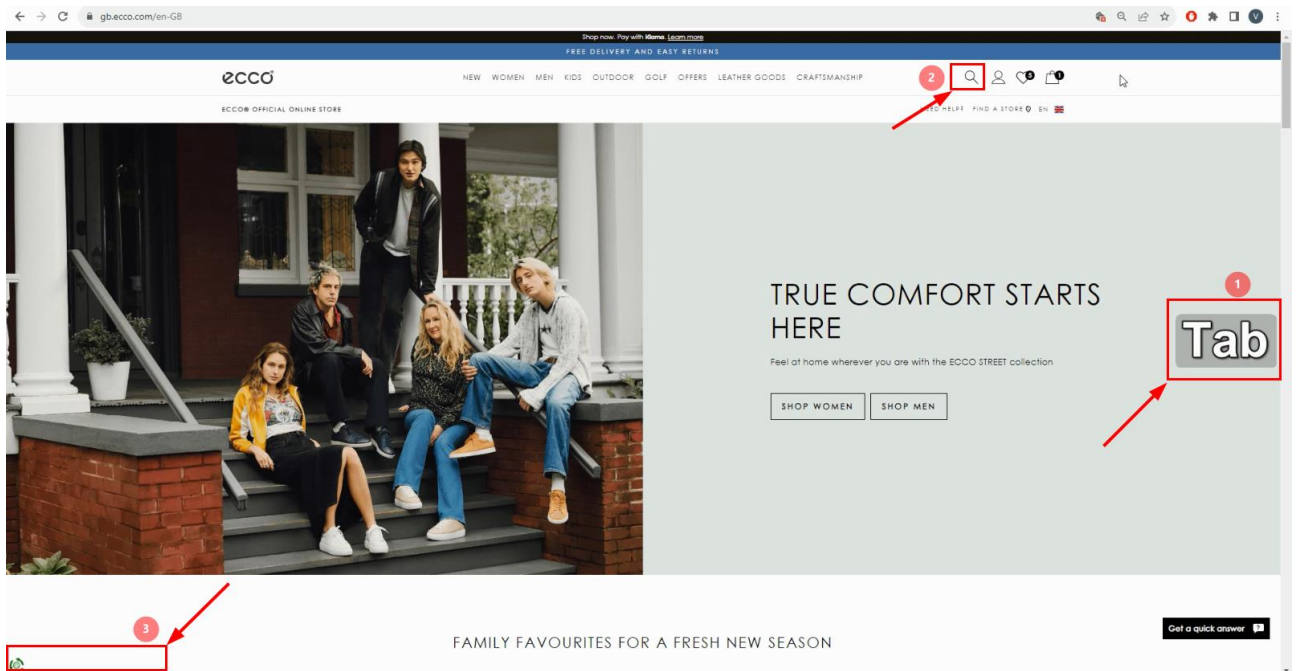 gb.ecco.com/en-GB
V
Shop now. Pay with Klarna. Learn more
FREE DELIVERY AND EASY RETURNS
ecco
NEW WOMEN MEN KIDS OUTDOOR GOLF OFFERS LEATHER GOODS CRAFTSMANSHIP
2
1
ECCO® OFFICIAL ONLINE STORE
NEED HELP? FIND A STORE EN
TRUE COMFORT STARTS
HERE
Feel at home wherever you are with the ECCO STREET collection
SHOP WOMEN SHOP MEN
1
Tab
3
FAMILY FAVOURITES FOR A FRESH NEW SEASON
Get a quick answer